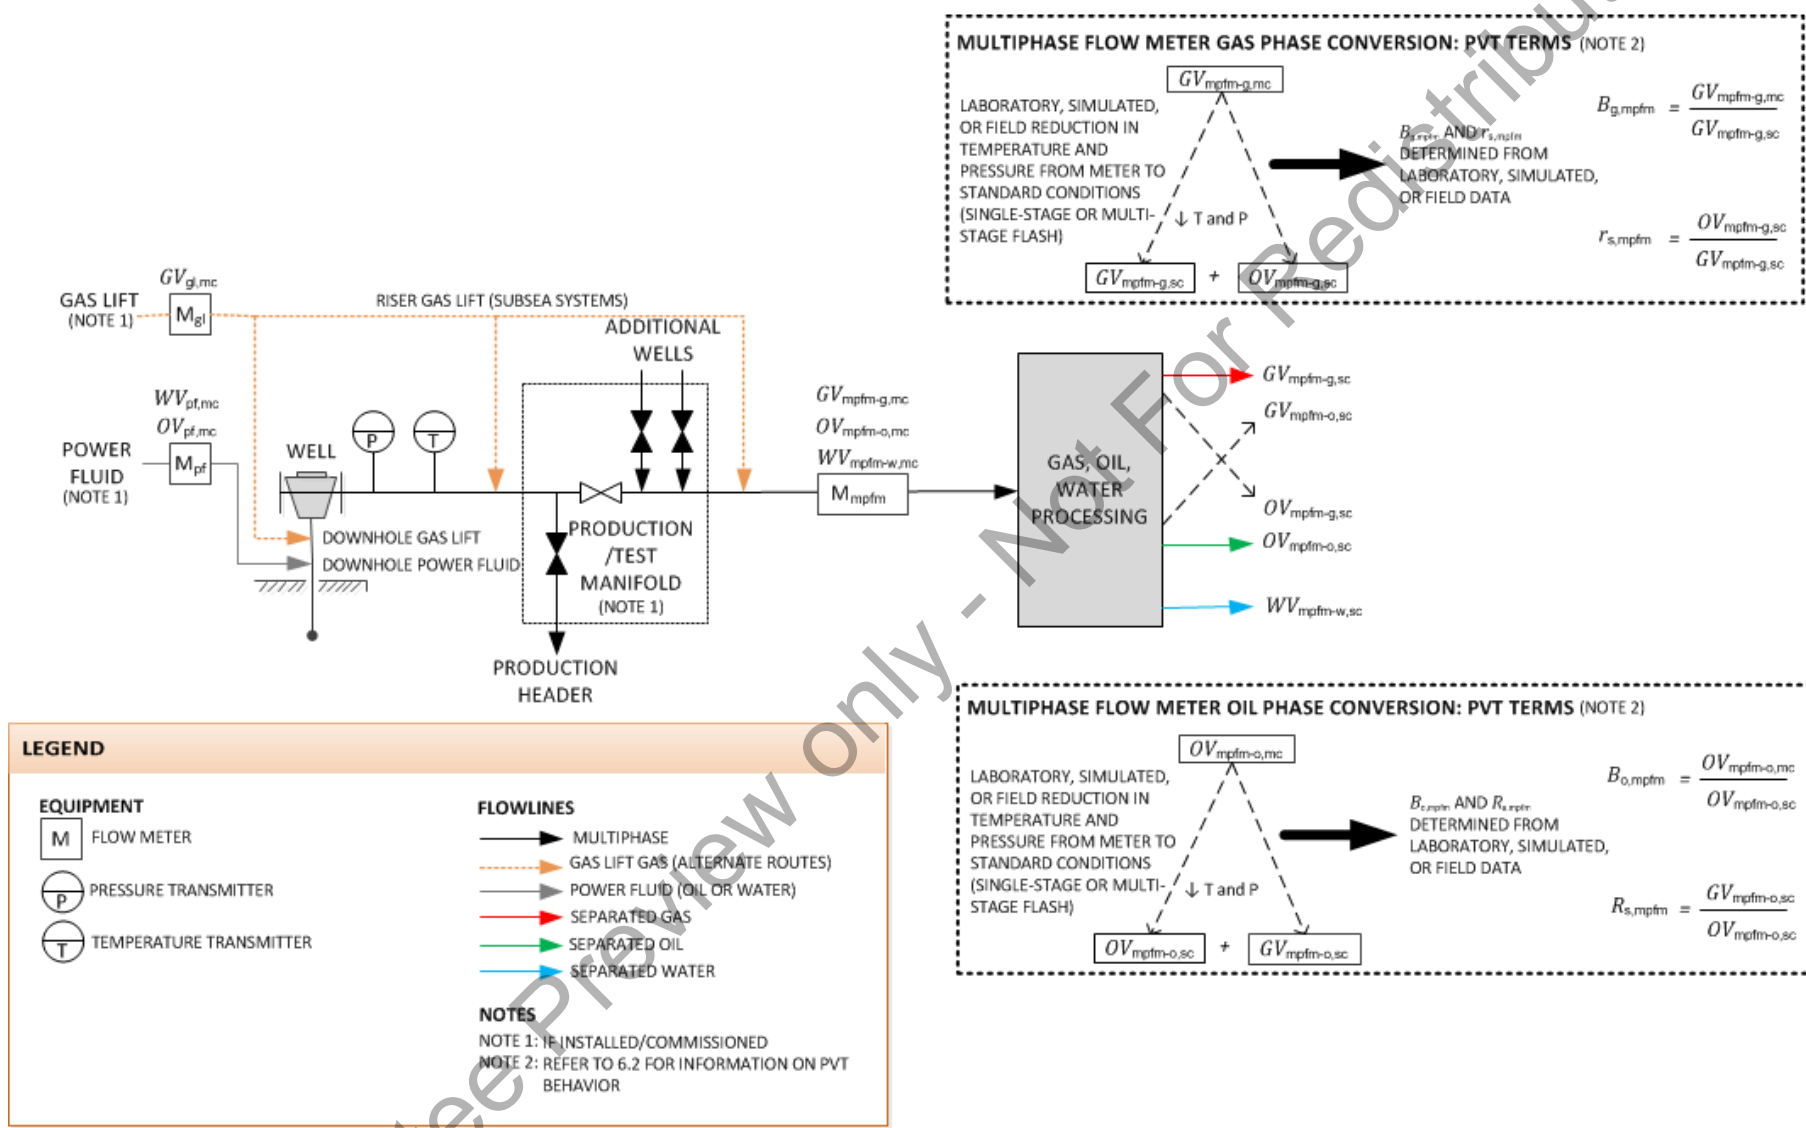 MULTIPHASE FLOW METER GAS PHASE CONVERSION: PVT TERMS (NOTE 2)
GVmpfm-g,mc
LABORATORY, SIMULATED,
OR FIELD REDUCTION IN
TEMPERATURE AND
PRESSURE FROM METER TO
STANDARD CONDITIONS
(SINGLE-STAGE OR MULTI-
STAGE FLASH)
↓ T and P
GVmpfm-g,sc + OVmpfm-g,sc
Bg,mpfm AND rs,mpfm
DETERMINED FROM
LABORATORY, SIMULATED,
OR FIELD DATA
Bg,mpfm = GVmpfm-g,mc
GVmpfm-g,sc
rs,mpfm = OVmpfm-g,sc
GVmpfm-g,sc
GVgl,mc
GAS LIFT
(NOTE 1)
Mgl
RISER GAS LIFT (SUBSEA SYSTEMS)
ADDITIONAL
WELLS
WVpf,mc
OVpf,mc
POWER
FLUID
(NOTE 1)
Mpf
WELL
P
T
DOWNHOLE GAS LIFT
DOWNHOLE POWER FLUID
PRODUCTION
/TEST
MANIFOLD
(NOTE 1)
PRODUCTION
HEADER
GVmpfm-g,mc
OVmpfm-o,mc
WVmpfm-w,mc
Mmpfm
GAS, OIL,
WATER
PROCESSING
GVmpfm-g,sc
GVmpfm-o,sc
OVmpfm-g,sc
OVmpfm-o,sc
WVmpfm-w,sc
MULTIPHASE FLOW METER OIL PHASE CONVERSION: PVT TERMS (NOTE 2)
OVmpfm-o,mc
LABORATORY, SIMULATED,
OR FIELD REDUCTION IN
TEMPERATURE AND
PRESSURE FROM METER TO
STANDARD CONDITIONS
(SINGLE-STAGE OR MULTI-
STAGE FLASH)
↓ T and P
OVmpfm-o,sc + GVmpfm-o,sc
Bo,mpfm AND Rs,mpfm
DETERMINED FROM
LABORATORY, SIMULATED,
OR FIELD DATA
Bo,mpfm = OVmpfm-o,mc
OVmpfm-o,sc
Rs,mpfm = GVmpfm-o,sc
OVmpfm-o,sc
LEGEND
EQUIPMENT
M FLOW METER
P PRESSURE TRANSMITTER
T TEMPERATURE TRANSMITTER
FLOWLINES
MULTIPHASE
GAS LIFT GAS (ALTERNATE ROUTES)
POWER FLUID (OIL OR WATER)
SEPARATED GAS
SEPARATED OIL
SEPARATED WATER
NOTES
NOTE 1: IF INSTALLED/COMMISSIONED
NOTE 2: REFER TO 6.2 FOR INFORMATION ON PVT
BEHAVIOR
Preview only - Not For